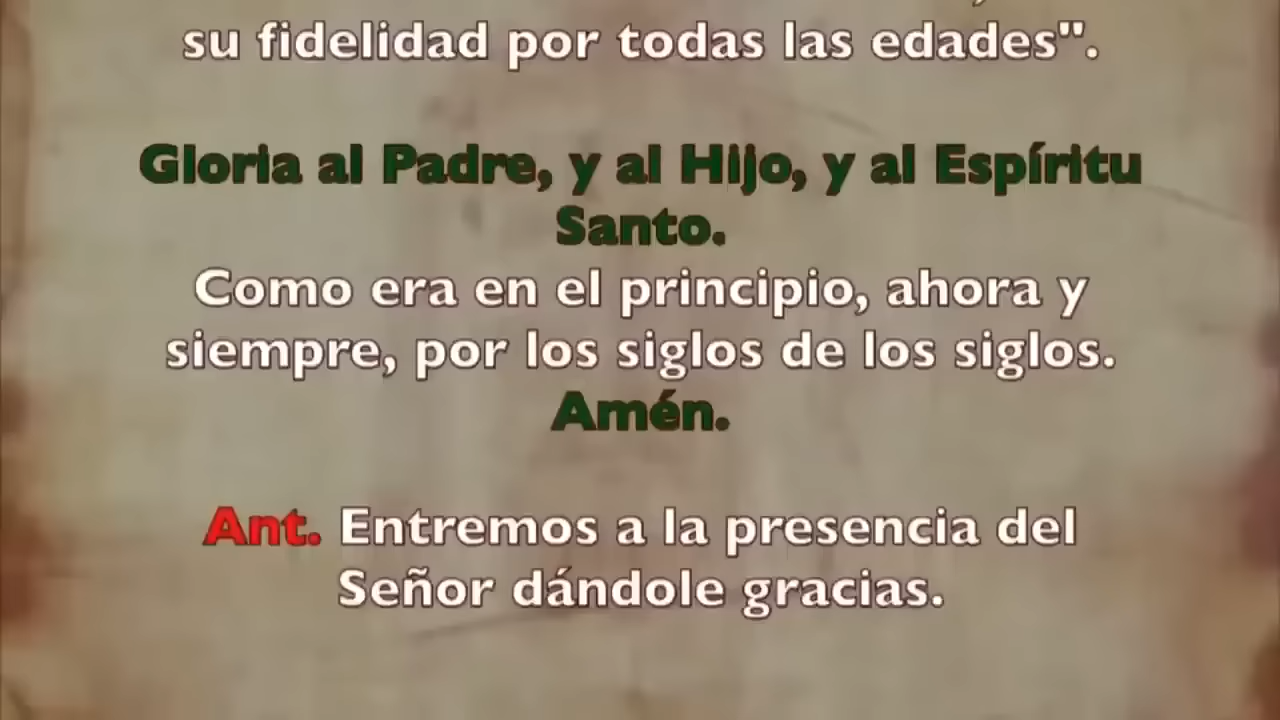 su fidelidad por todas las edades".
Gloria al Padre, y al Hijo, y al Espíritu
Santo.
Como era en el principio, ahora y
siempre, por los siglos de los siglos.
Amén.
Ant. Entremos a la presencia del
Señor dándole gracias.